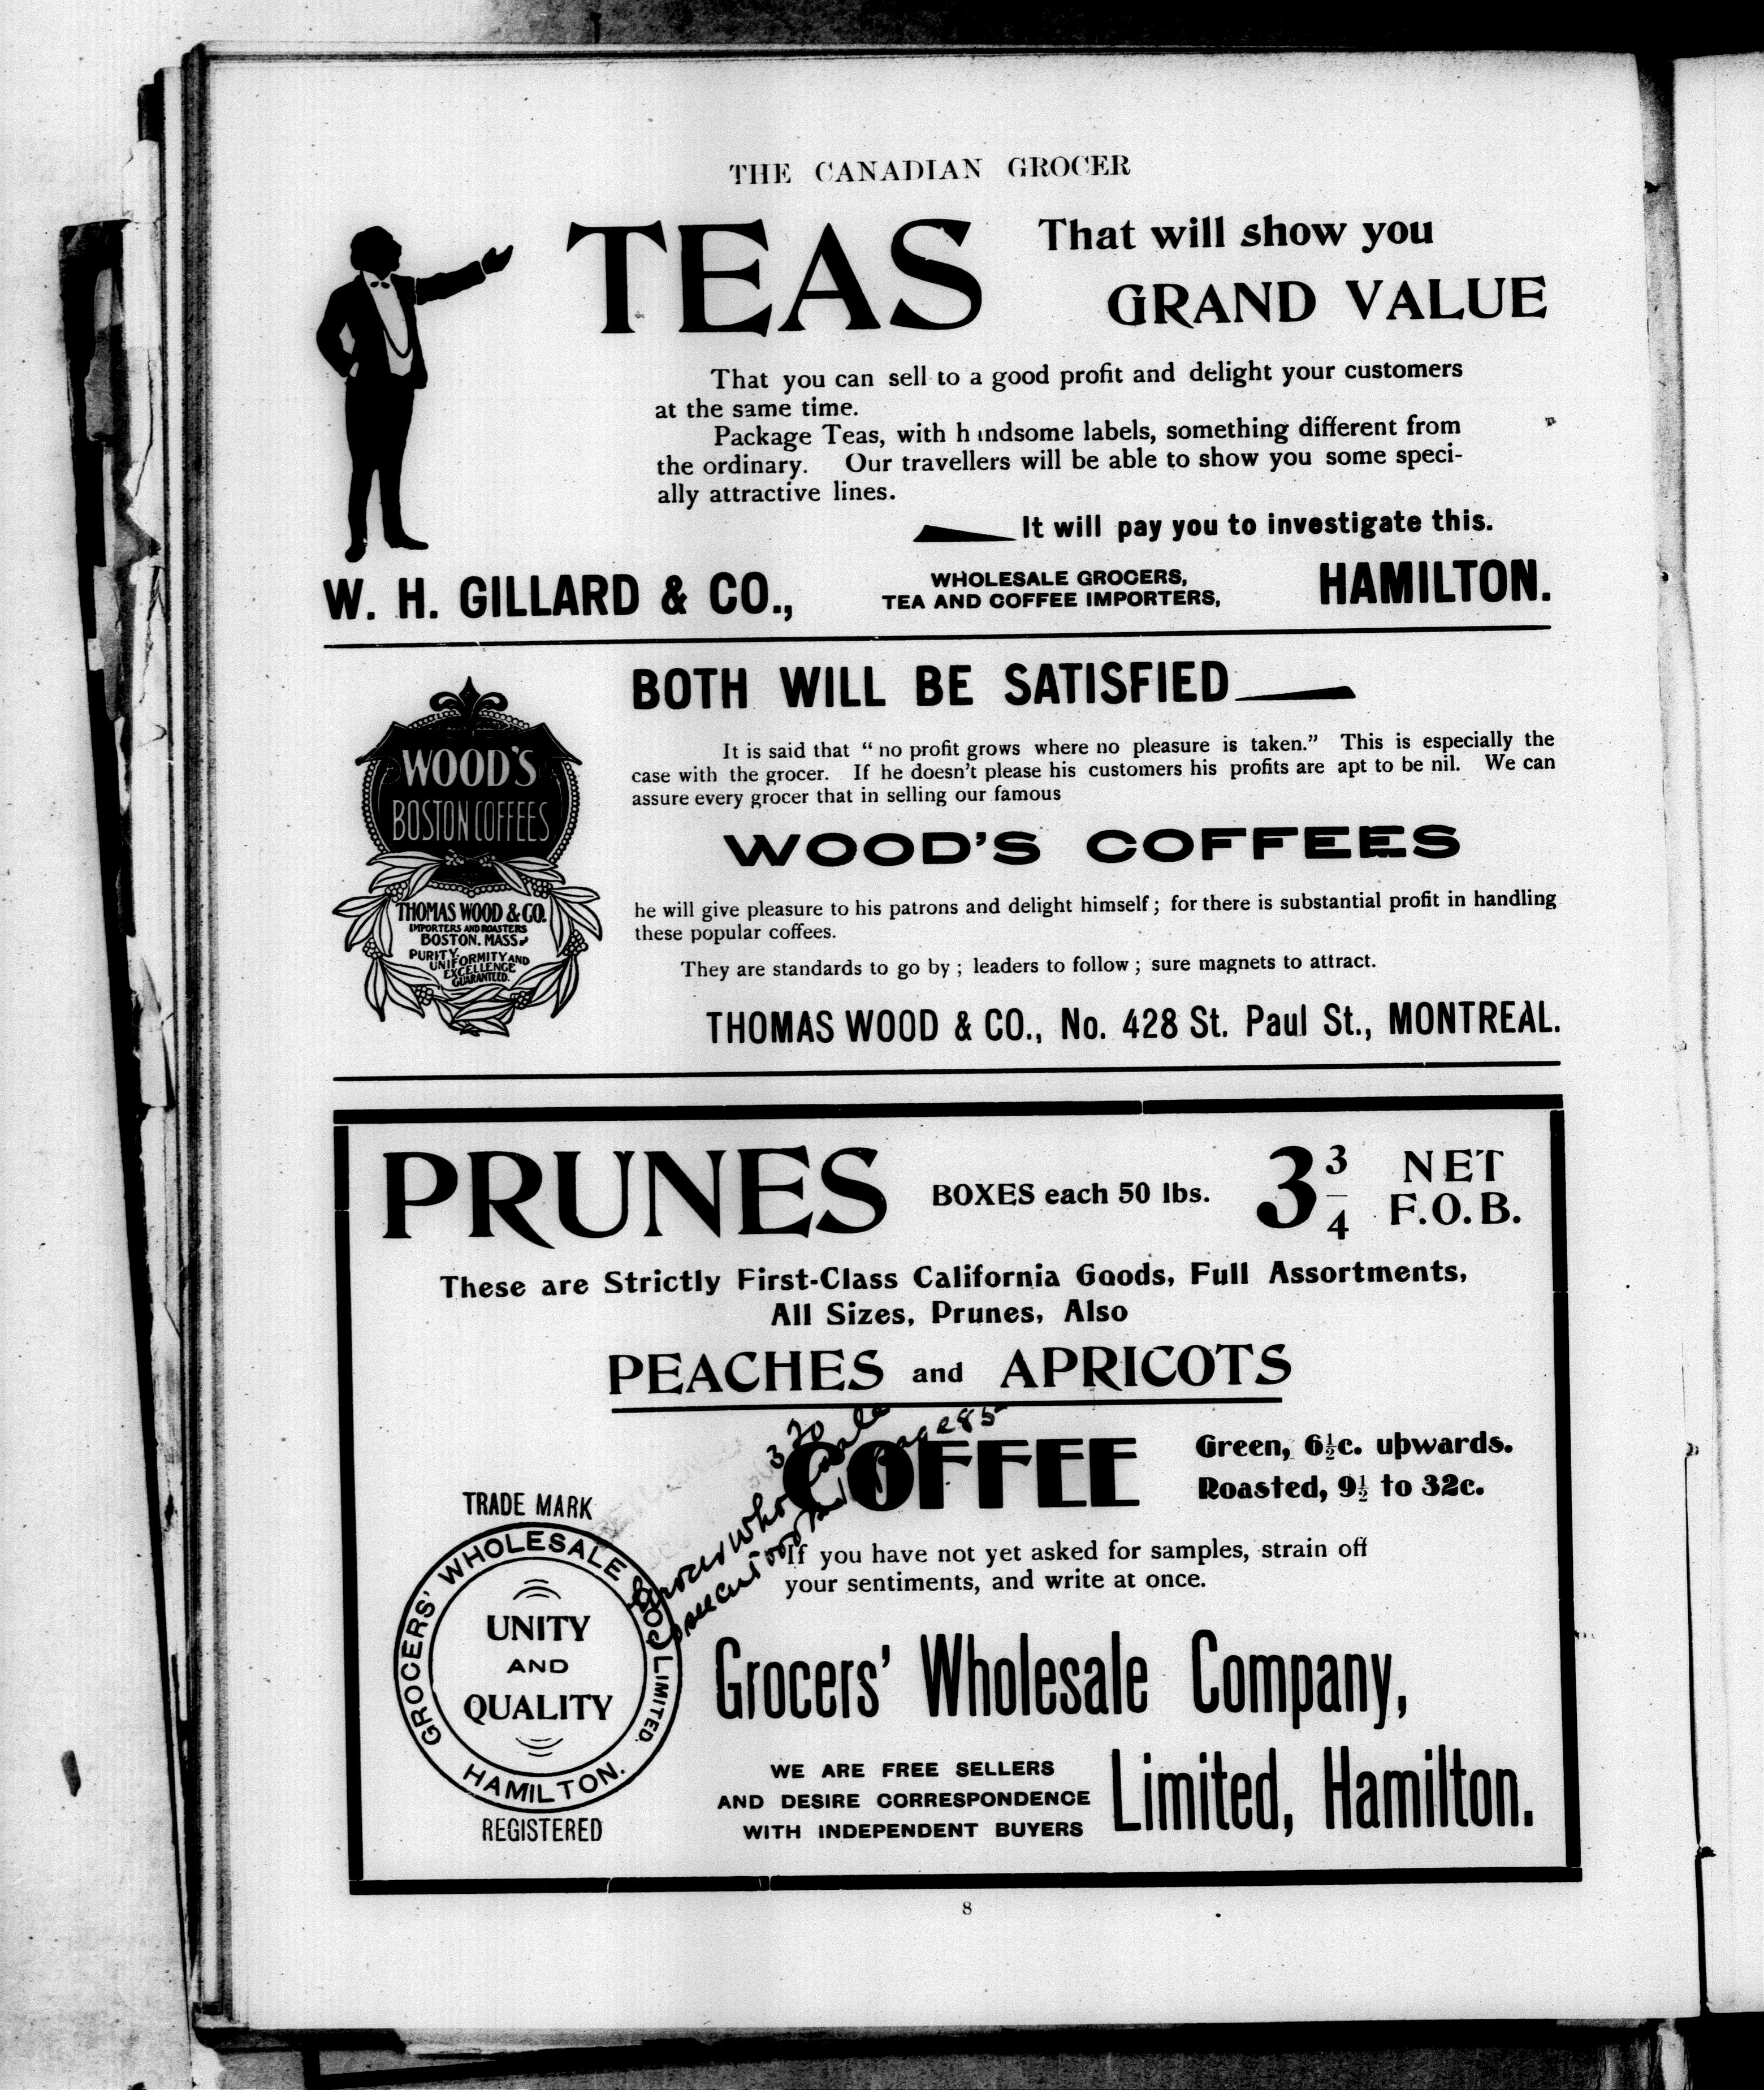 THE CANADIAN GROCER
TEAS
That will show you
GRAND VALUE
That you can sell to a good profit and delight your customers
at the same time.
Package Teas, with h ndsome labels, something different from
the ordinary. Our travellers will be able to show you some speci-
ally attractive lines.
It will pay you to investigate this.
W. H. GILLARD & CO.,
WHOLESALE GROCERS,
TEA AND COFFEE IMPORTERS,
HAMILTON.
WOOD'S
BOSTON COFFEES
THOMAS WOOD & CO.
IMPORTERS AND ROASTERS
BOSTON. MASS.
PURITY
UNIFORMITY AND
EXCELLENCE
GUARANTEED.
BOTH WILL BE SATISFIED
It is said that " no profit grows where no pleasure is taken." This is especially the
case with the grocer. If he doesn't please his customers his profits are apt to be nil. We can
assure every grocer that in selling our famous
WOOD'S COFFEES
he will give pleasure to his patrons and delight himself ; for there is substantial profit in handling
these popular coffees.
They are standards to go by ; leaders to follow ; sure magnets to attract.
THOMAS WOOD & CO., No. 428 St. Paul St., MONTREAL.
PRUNES BOXES each 50 lbs. 3 3/4 NET
F.O.B.
These are Strictly First-Class California Goods, Full Assortments,
All Sizes, Prunes, Also
PEACHES and APRICOTS
COFFEE
Green, 6½c. upwards.
Roasted, 9½ to 32c.
If you have not yet asked for samples, strain off
your sentiments, and write at once.
TRADE MARK
GROCERS' WHOLESALE CO. LIMITED.
UNITY
AND
QUALITY
HAMILTON.
REGISTERED
Grocers' Wholesale Company,
WE ARE FREE SELLERS
AND DESIRE CORRESPONDENCE
WITH INDEPENDENT BUYERS
Limited, Hamilton.
8